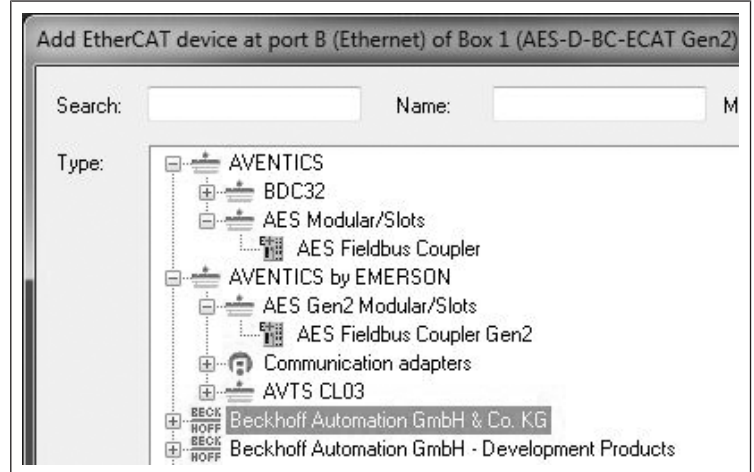 Add EtherCAT device at port B (Ethernet) of Box 1 (AES-D-BC-ECAT Gen2)
Search: Name: M
Type:
AVENTICS
BDC32
AES Modular/Slots
AES Fieldbus Coupler
AVENTICS by EMERSON
AES Gen2 Modular/Slots
AES Fieldbus Coupler Gen2
Communication adapters
AVTS CL03
BECKHOFF Beckhoff Automation GmbH & Co. KG
BECKHOFF Beckhoff Automation GmbH - Development Products